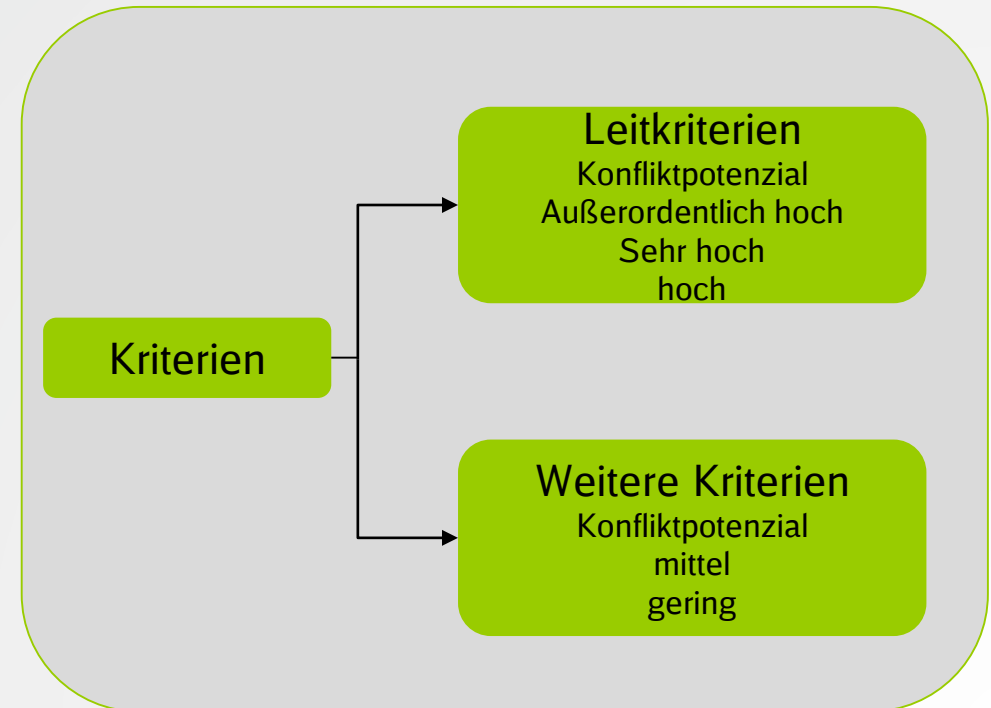 Leitkriterien
Konfliktpotenzial
Außerordentlich hoch
Sehr hoch
hoch
Kriterien
Weitere Kriterien
Konfliktpotenzial
mittel
gering